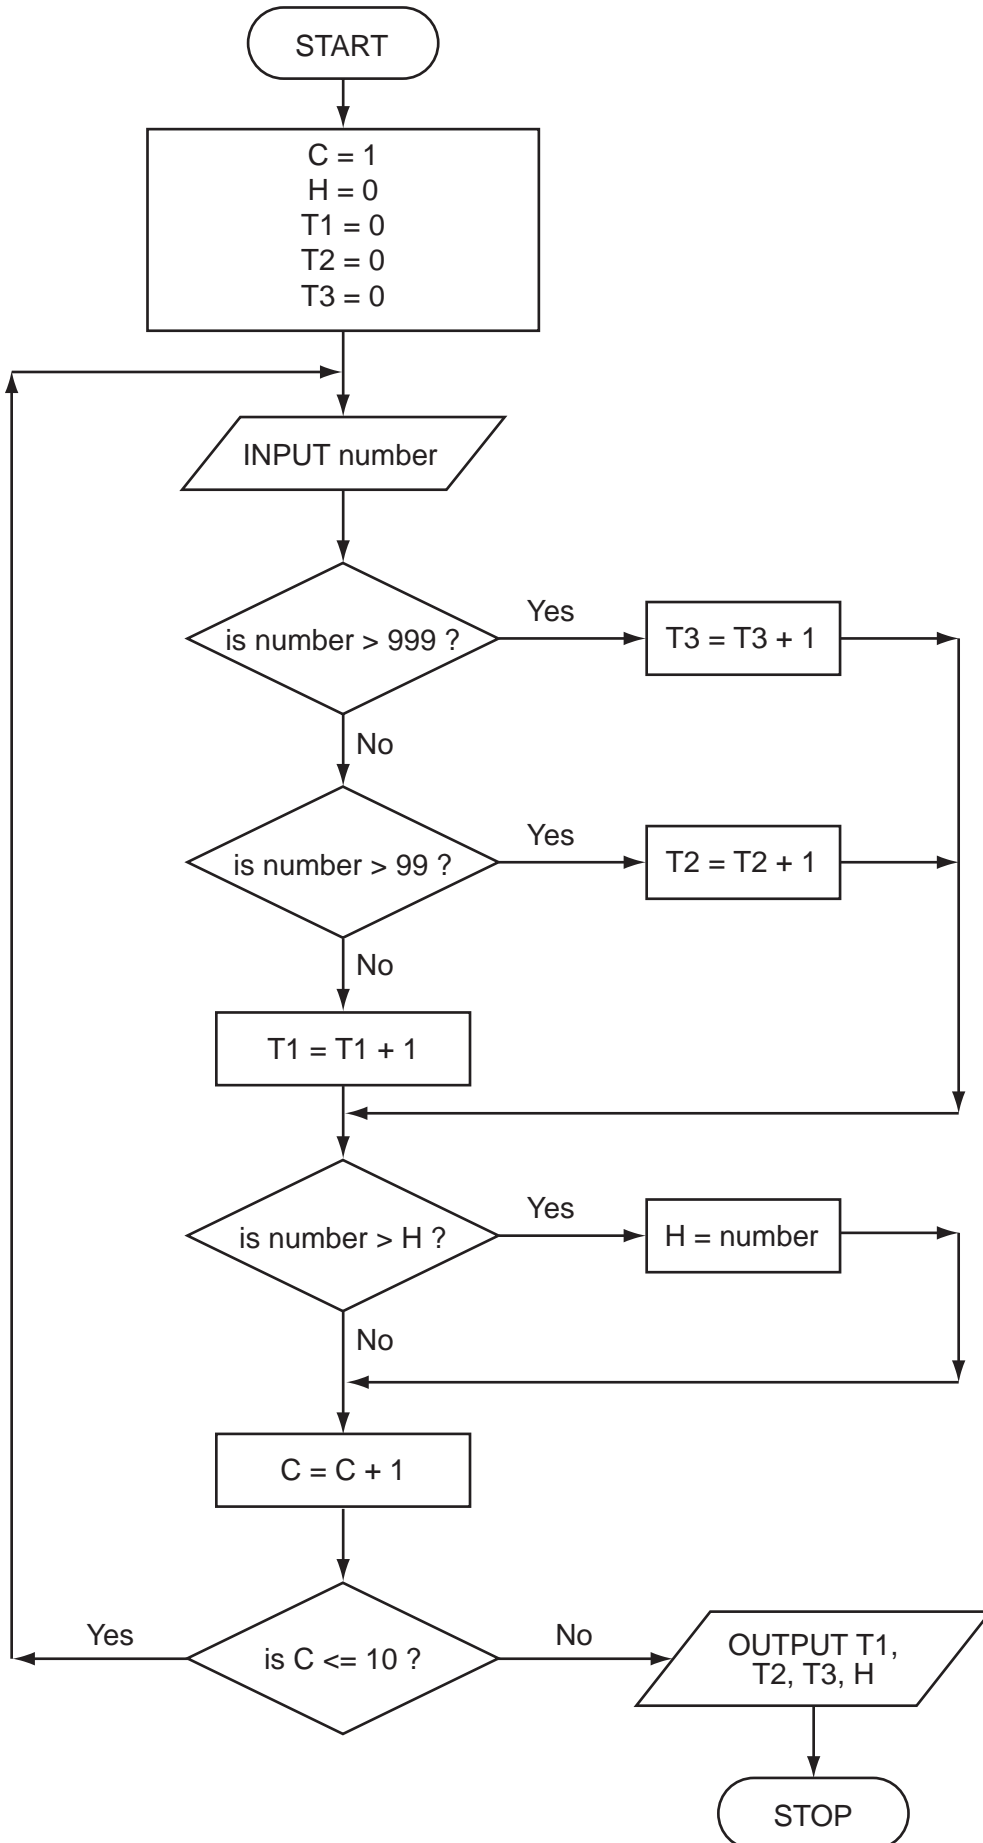 START
C = 1
H = 0
T1 = 0
T2 = 0
T3 = 0
INPUT number
is number > 999 ?
Yes
T3 = T3 + 1
No
is number > 99 ?
Yes
T2 = T2 + 1
No
T1 = T1 + 1
is number > H ?
Yes
H = number
No
C = C + 1
Yes
is C <= 10 ?
No
OUTPUT T1,
T2, T3, H
STOP